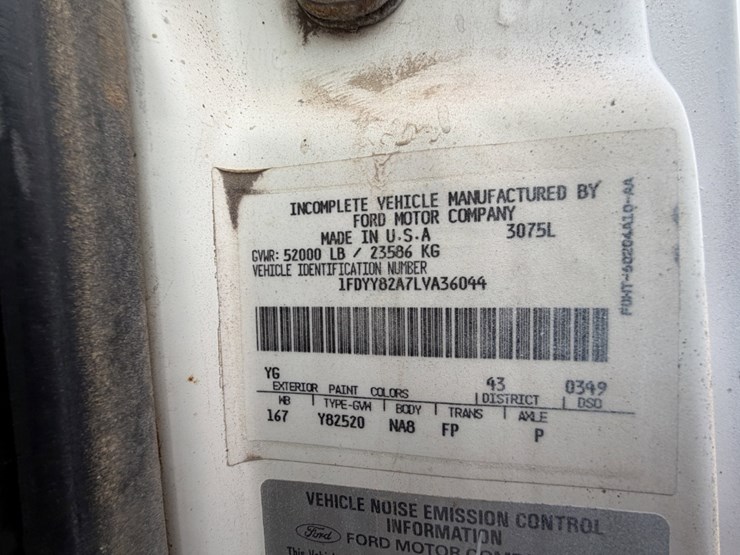 INCOMPLETE VEHICLE MANUFACTURED BY
FORD MOTOR COMPANY
MADE IN U.S.A 3075L
GVWR: 52000 LB / 23586 KG
VEHICLE IDENTIFICATION NUMBER
1FDYY82A7LVA36044
YG 43 0349
EXTERIOR PAINT COLORS DISTRICT DSO
WB TYPE-GVW BODY TRANS AXLE
167 Y82520 NA8 FP P
VEHICLE NOISE EMISSION CONTROL
INFORMATION
Ford FORD MOTOR
This